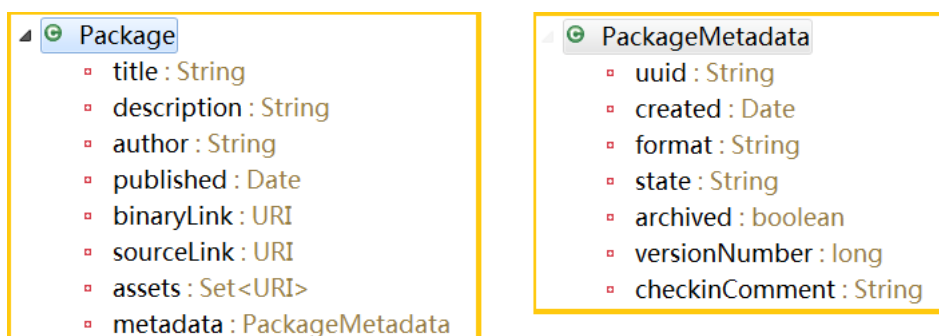 Package
title : String
description : String
author : String
published : Date
binaryLink : URI
sourceLink : URI
assets : Set<URI>
metadata : PackageMetadata
PackageMetadata
uuid : String
created : Date
format : String
state : String
archived : boolean
versionNumber : long
checkinComment : String